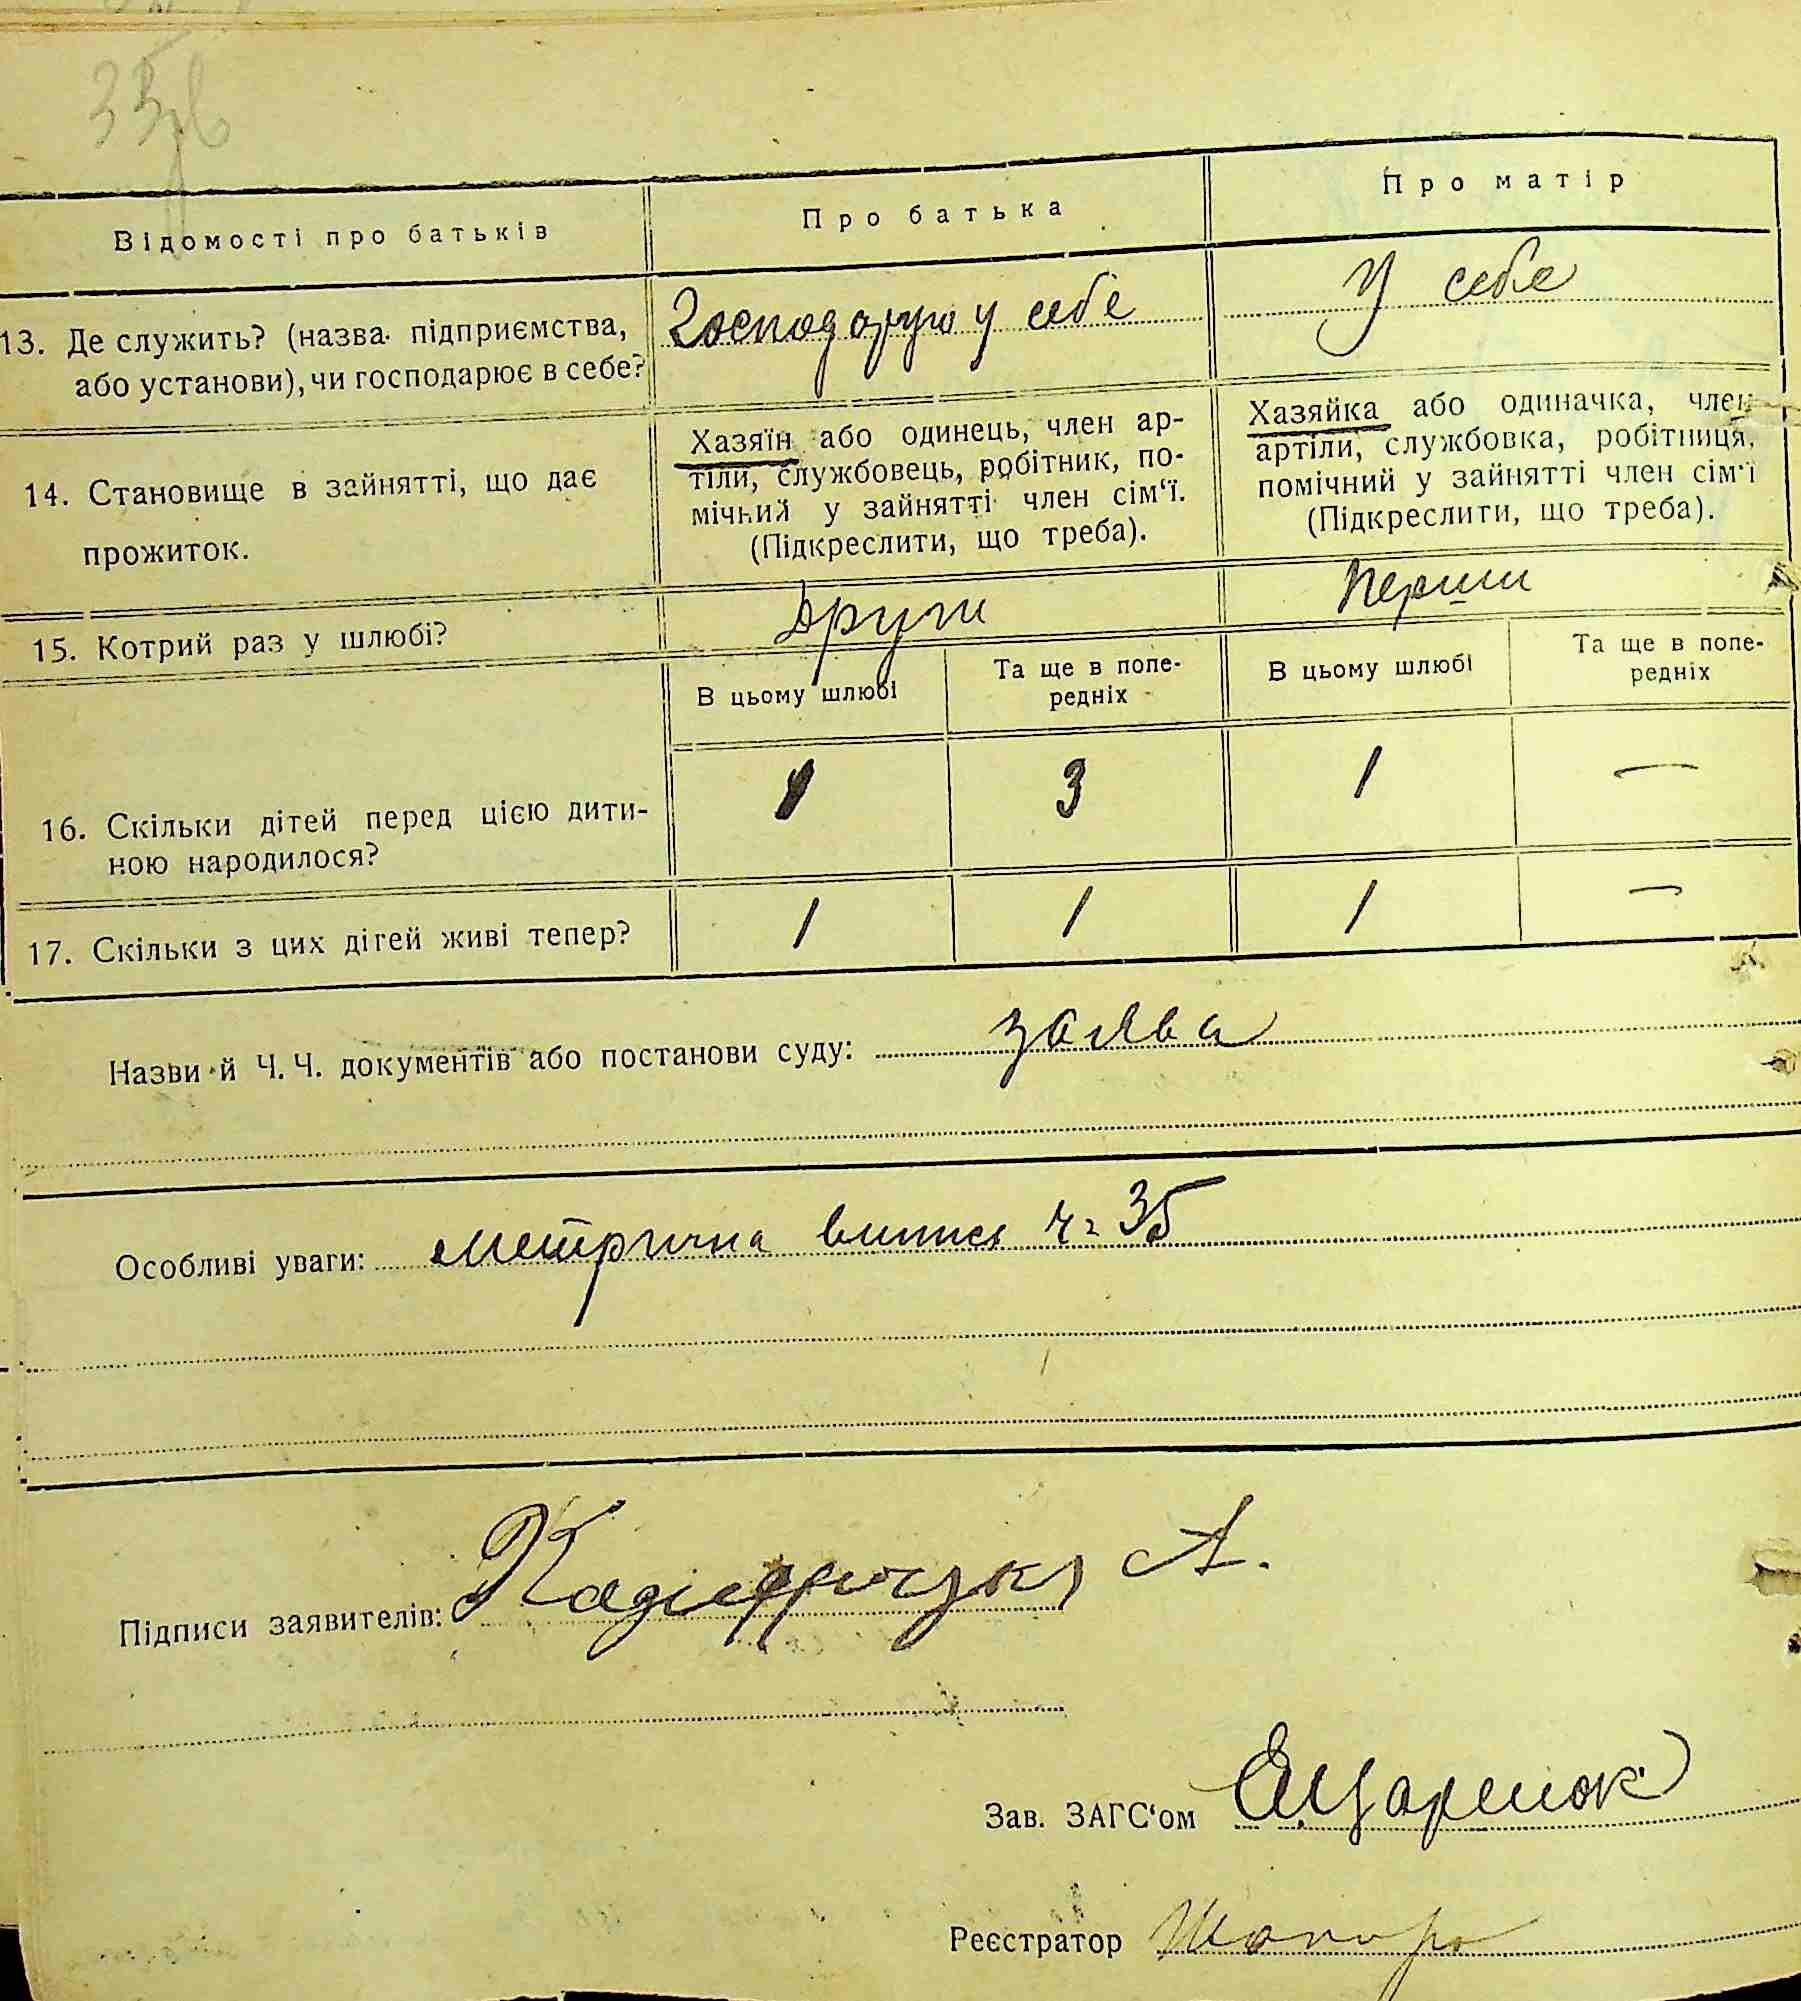 35
Відомості про батьків
Про батька
Про матір
13. Де служить? (назва підприємства,
або установи), чи господарює в себе?
Господарую у себе
У себе
14. Становище в зайнятті, що дає
прожиток.
Хазяїн або одинець, член ар-
тіли, службовець, робітник, по-
мічний у зайнятті член сім‘ї.
(Підкреслити, що треба).
Хазяйка або одиначка, член
артіли, службовка, робітниця,
помічний у зайнятті член сім‘ї
(Підкреслити, що треба).
15. Котрий раз у шлюбі?
Други
Перши
В цьому шлюбі
Та ще в попе-
редніх
В цьому шлюбі
Та ще в попе-
редніх
16. Скільки дітей перед цією дити-
ною народилося?
1 3 1 —
17. Скільки з цих дітей живі тепер?
1 1 1 —
Назви й Ч. Ч. документів або постанови суду: заява
Особливі уваги: метрична випись Ч 35
Підписи заявителів: А.
Зав. ЗАГС‘ом
Реєстратор